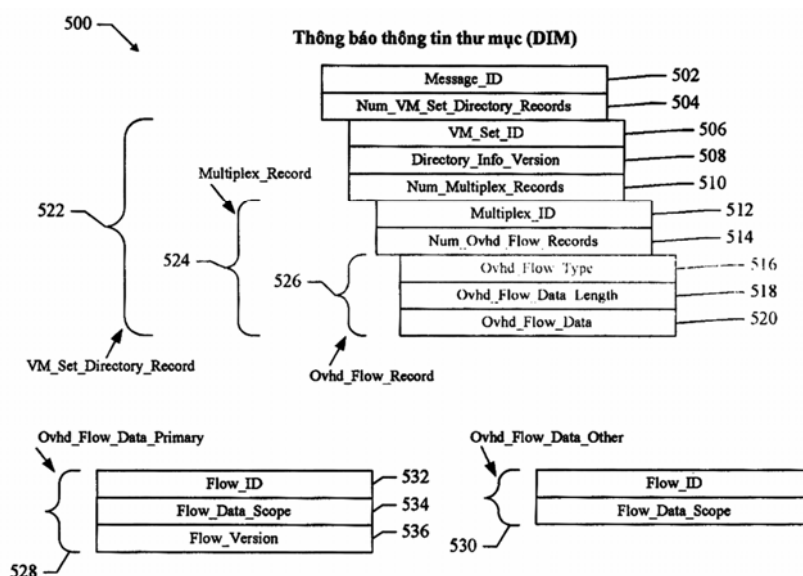 500
Thông báo thông tin thư mục (DIM)
Message_ID 502
Num_VM_Set_Directory_Records 504
VM_Set_ID 506
Directory_Info_Version 508
Multiplex_Record
Num_Multiplex_Records 510
522
Multiplex_ID 512
Num_Ovhd_Flow_Records 514
524
Ovhd_Flow_Type 516
526
Ovhd_Flow_Data_Length 518
Ovhd_Flow_Data 520
VM_Set_Directory_Record
Ovhd_Flow_Record
Ovhd_Flow_Data_Primary
Ovhd_Flow_Data_Other
Flow_ID 532
Flow_ID
Flow_Data_Scope 534
Flow_Data_Scope
Flow_Version 536
530
528